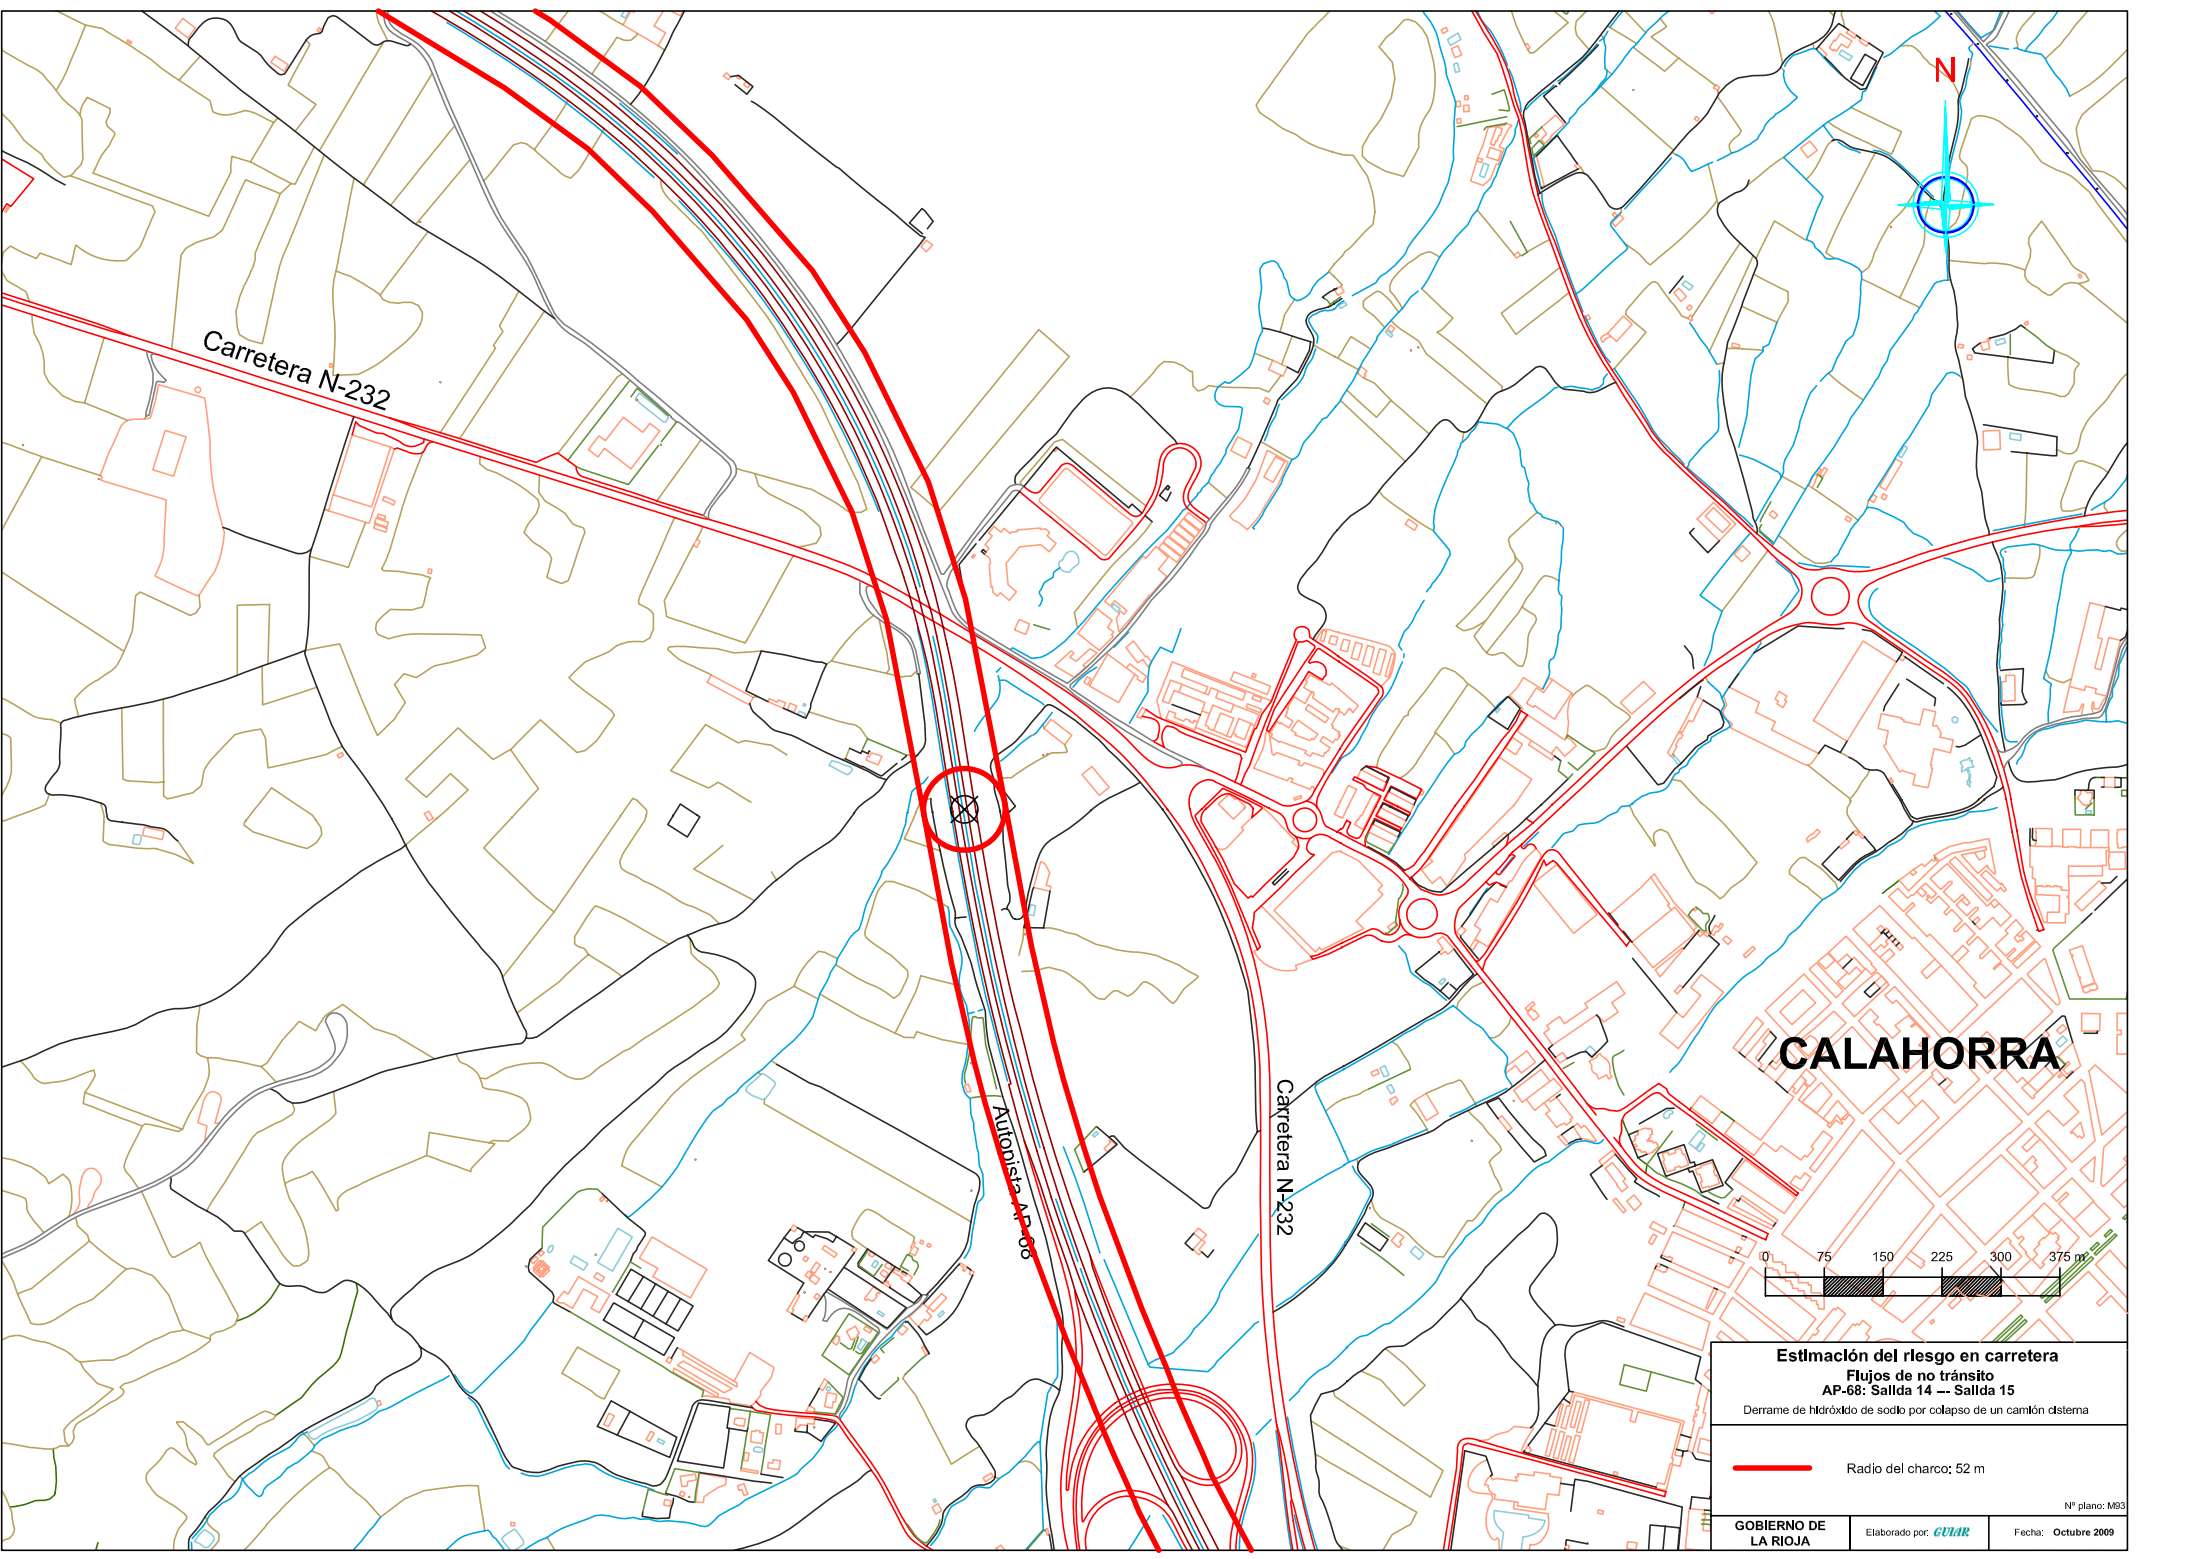 N
Carretera N-232
CALAHORRA
Autopista AP-68
Carretera N-232
0 75 150 225 300 375 m
Estimación del riesgo en carretera
Flujos de no tránsito
AP-68: Salida 14 --- Salida 15
Derrame de hidróxido de sodio por colapso de un camión cisterna
Radio del charco: 52 m
Nº plano: M93
GOBIERNO DE
LA RIOJA
Elaborado por: GUIAR
Fecha: Octubre 2009